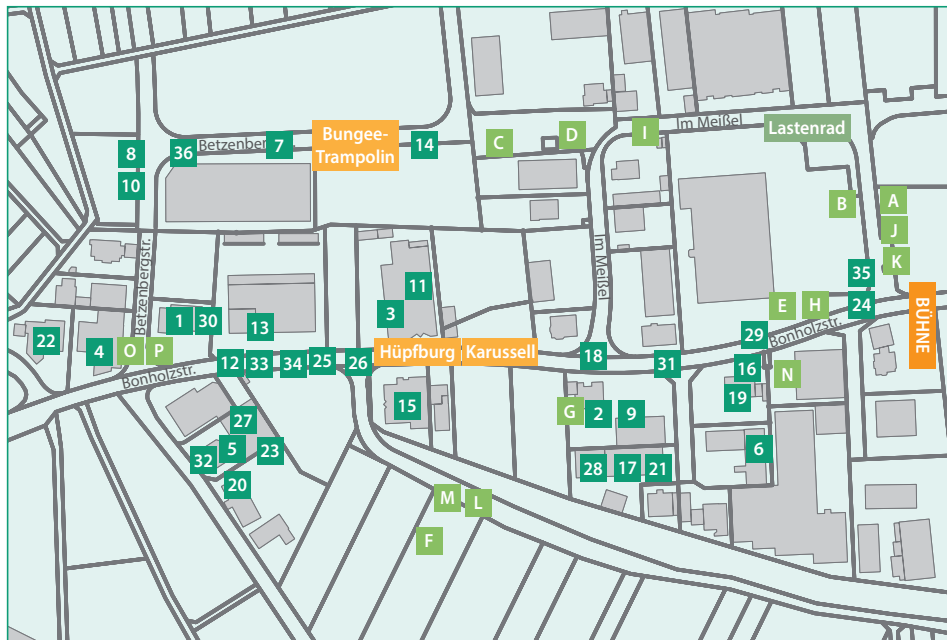 Im Meißel
Bungee-
Trampolin
Lastenrad
I
D
C
7
14
Betzenber
36
8
10
B
A
J
K
35
Im Meißel
Betzenbergstr.
11
3
1
30
13
22
4
O
P
E
H
24
BÜHNE
29
Bonholzstr.
12
33
34
25
26
Hüpfburg
Karussell
18
31
16
N
19
Bonholzstr.
15
G
2
9
27
5
23
32
20
6
28
17
21
M
L
F